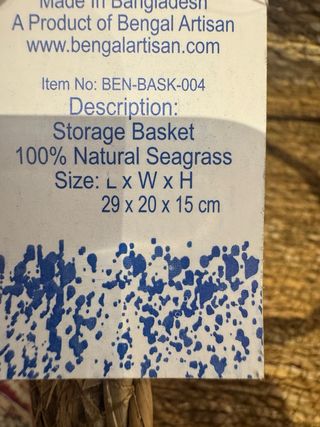 Made in Bangladesh
A Product of Bengal Artisan
www.bengalartisan.com
Item No: BEN-BASK-004
Description:
Storage Basket
100% Natural Seagrass
Size: L x W x H
29 x 20 x 15 cm